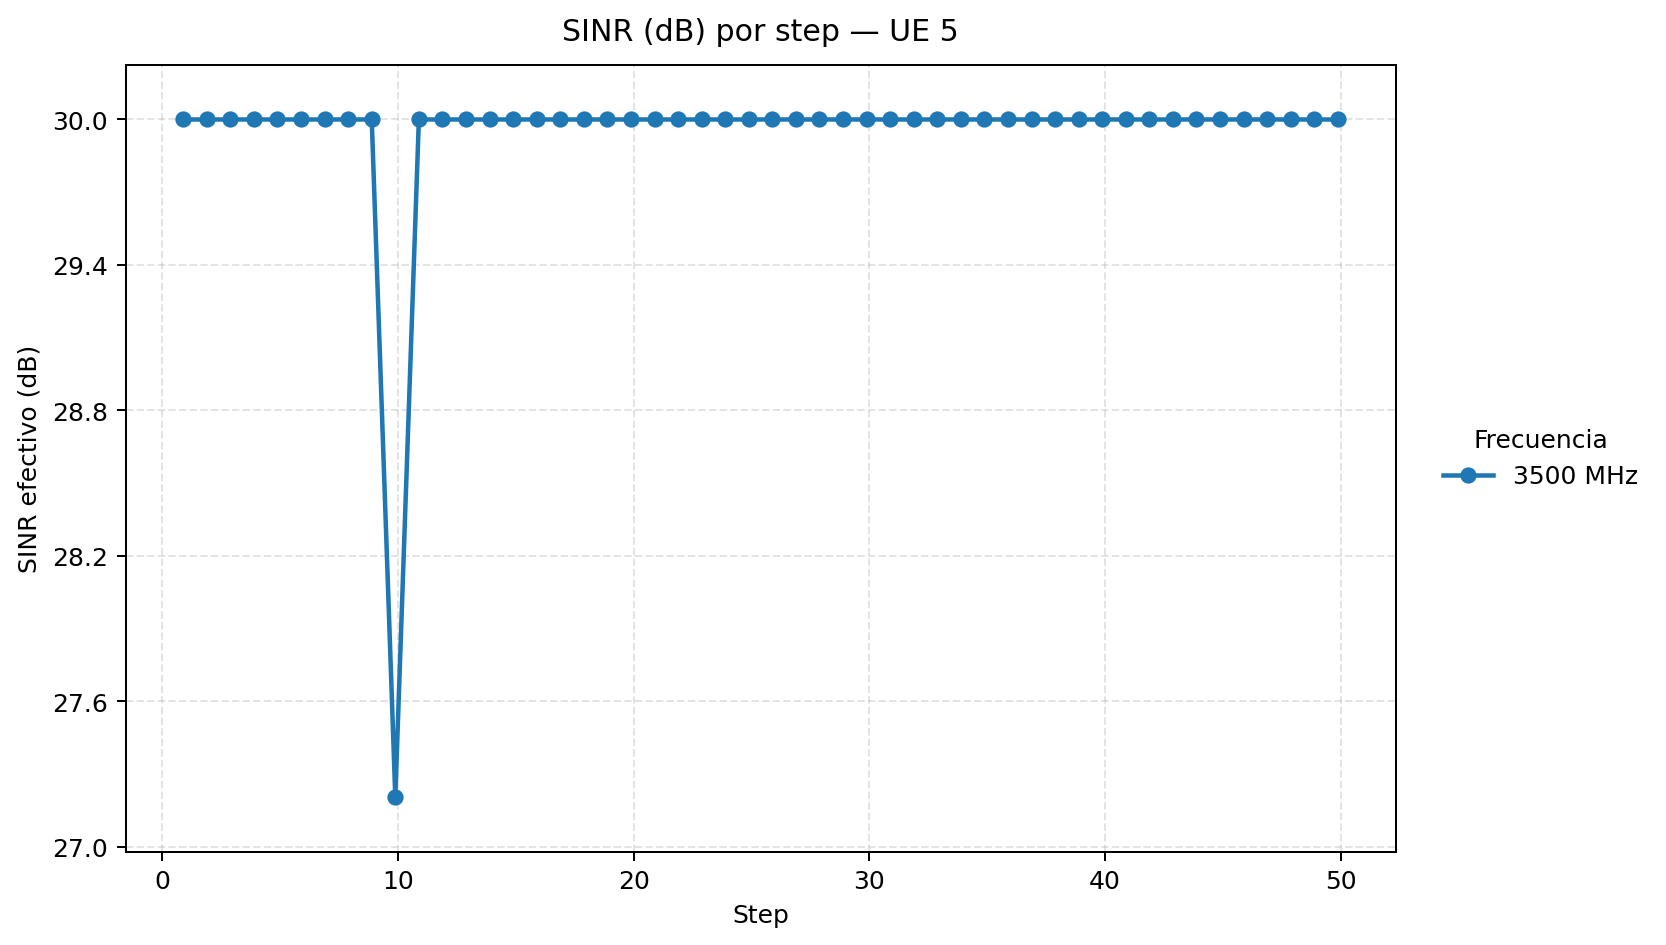 SINR (dB) por step — UE 5
30.0
29.4
28.8
28.2
27.6
27.0
SINR efectivo (dB)
0 10 20 30 40 50
Step
Frecuencia
3500 MHz